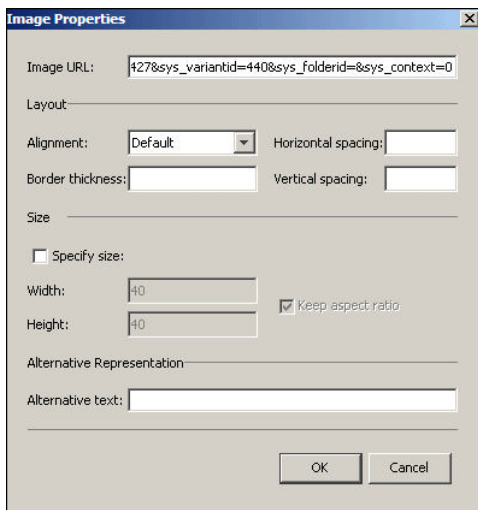 Image Properties
Image URL: 427&sys_variantid=440&sys_folderid=&sys_context=0
Layout
Alignment: Default Horizontal spacing:
Border thickness: Vertical spacing:
Size
Specify size:
Width: 40
Keep aspect ratio
Height: 40
Alternative Representation
Alternative text:
OK Cancel